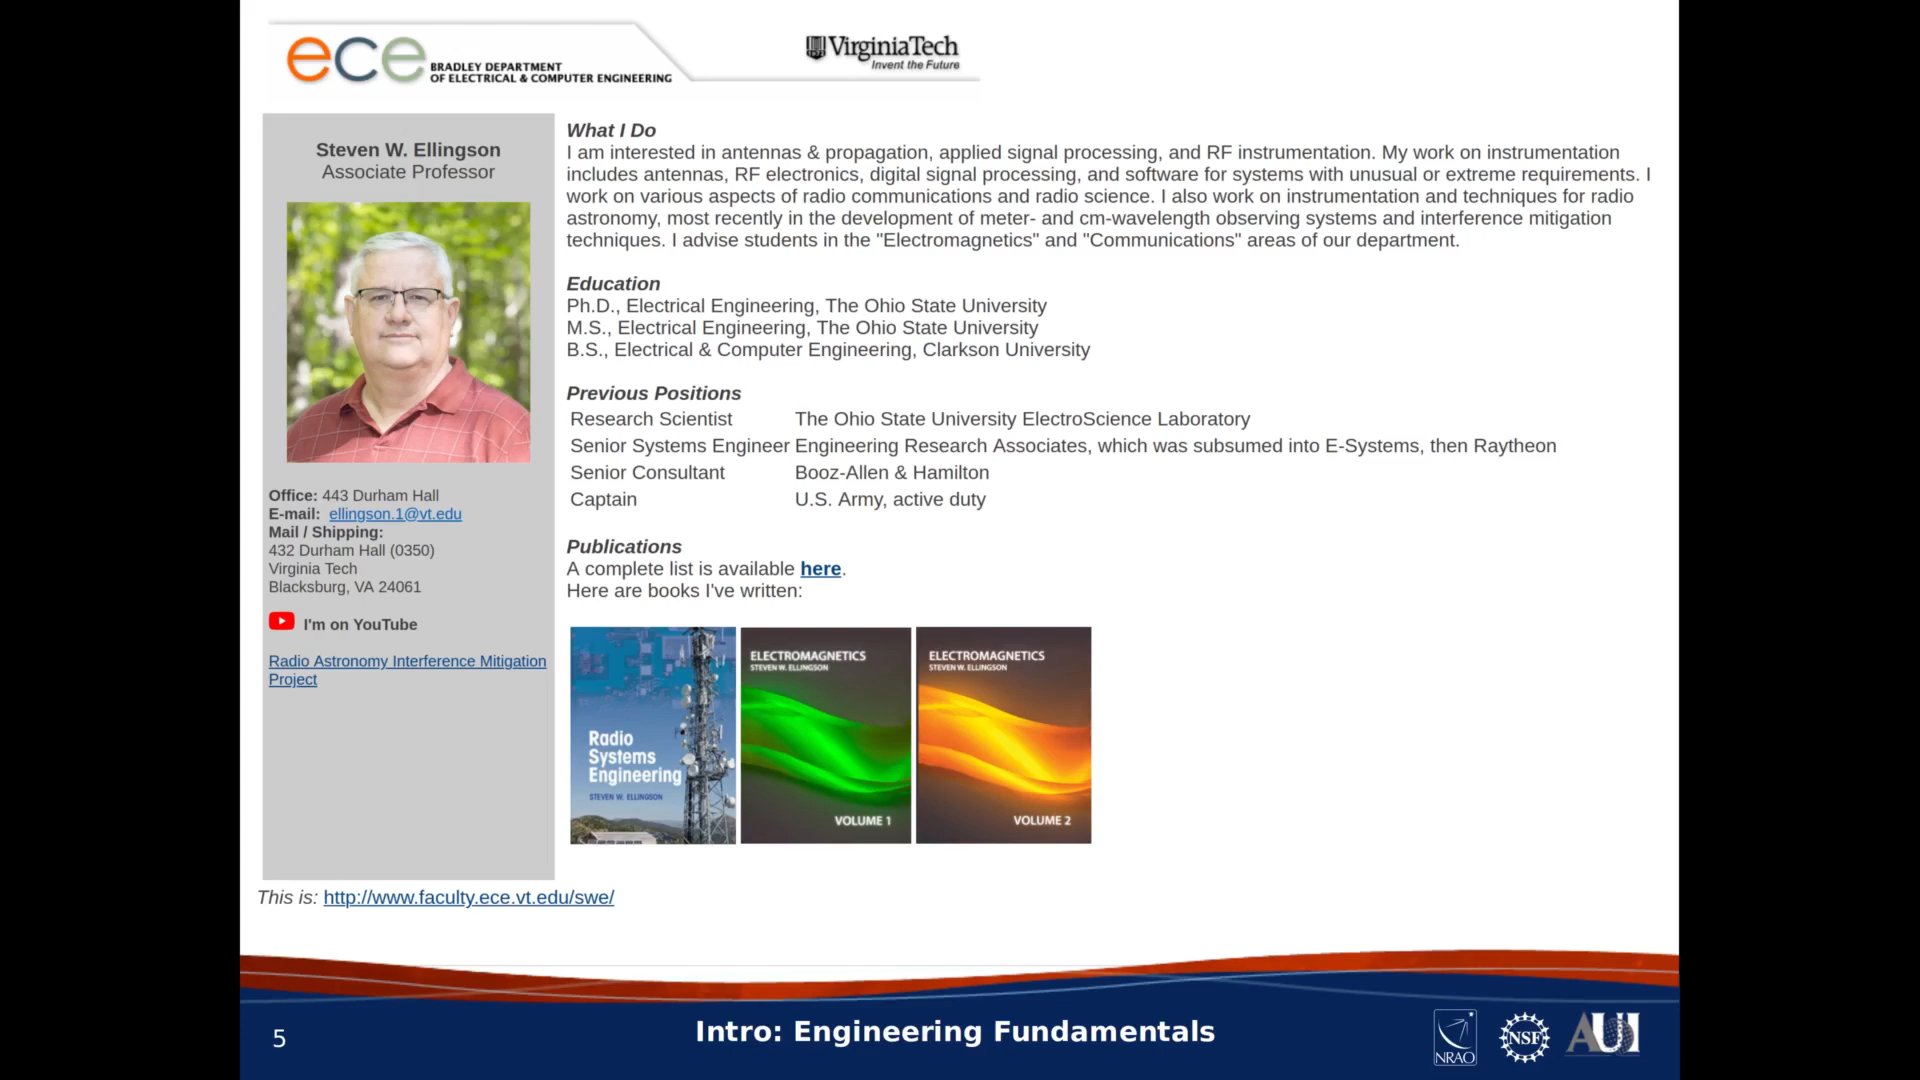 ece BRADLEY DEPARTMENT
OF ELECTRICAL & COMPUTER ENGINEERING
VirginiaTech
Invent the Future
Steven W. Ellingson
Associate Professor
Office: 443 Durham Hall
E-mail: ellingson.1@vt.edu
Mail / Shipping:
432 Durham Hall (0350)
Virginia Tech
Blacksburg, VA 24061
I'm on YouTube
Radio Astronomy Interference Mitigation
Project
What I Do
I am interested in antennas & propagation, applied signal processing, and RF instrumentation. My work on instrumentation
includes antennas, RF electronics, digital signal processing, and software for systems with unusual or extreme requirements. I
work on various aspects of radio communications and radio science. I also work on instrumentation and techniques for radio
astronomy, most recently in the development of meter- and cm-wavelength observing systems and interference mitigation
techniques. I advise students in the "Electromagnetics" and "Communications" areas of our department.
Education
Ph.D., Electrical Engineering, The Ohio State University
M.S., Electrical Engineering, The Ohio State University
B.S., Electrical & Computer Engineering, Clarkson University
Previous Positions
Research Scientist The Ohio State University ElectroScience Laboratory
Senior Systems Engineer Engineering Research Associates, which was subsumed into E-Systems, then Raytheon
Senior Consultant Booz-Allen & Hamilton
Captain U.S. Army, active duty
Publications
A complete list is available here.
Here are books I've written:
Radio
Systems
Engineering
STEVEN W. ELLINGSON
ELECTROMAGNETICS
STEVEN W. ELLINGSON
VOLUME 1
ELECTROMAGNETICS
STEVEN W. ELLINGSON
VOLUME 2
This is: http://www.faculty.ece.vt.edu/swe/
5
Intro: Engineering Fundamentals
NRAO
NSF
AUI